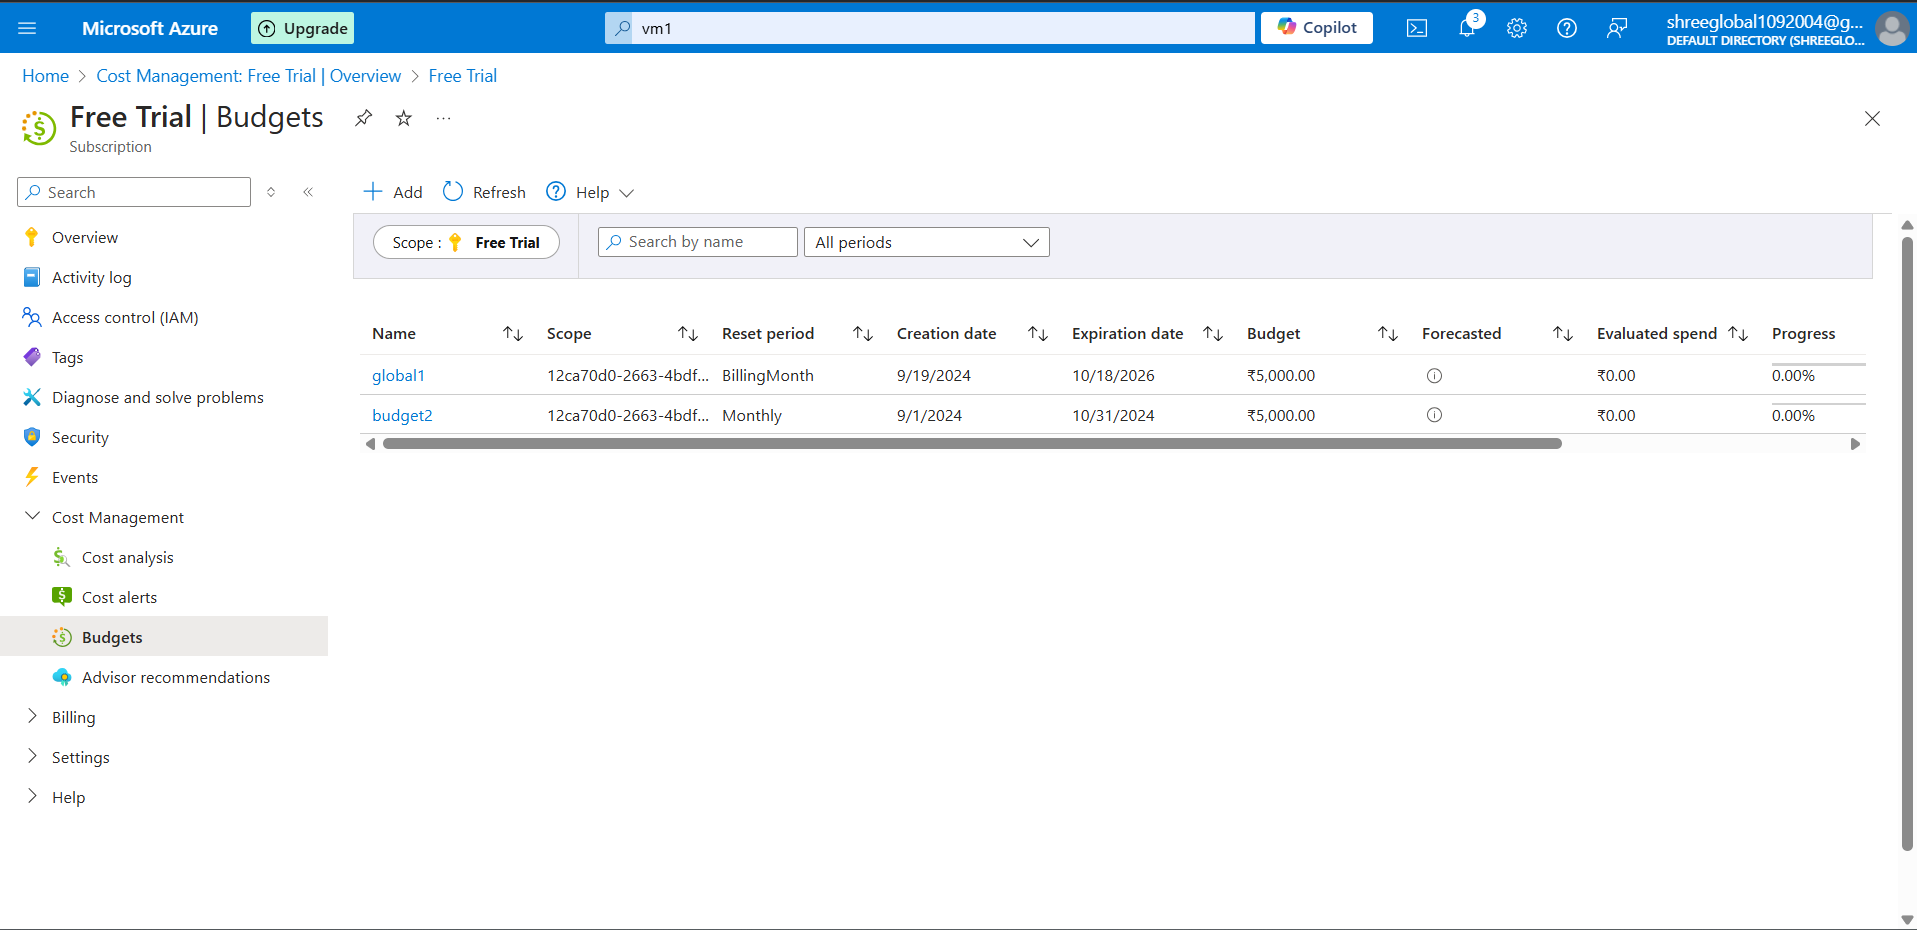 Microsoft Azure Upgrade vm1 Copilot 3 shreeglobal1092004@g...
DEFAULT DIRECTORY (SHREEGLO...
Home > Cost Management: Free Trial | Overview > Free Trial
Free Trial | Budgets ...
Subscription
Search
Add Refresh Help
Overview
Activity log
Access control (IAM)
Tags
Diagnose and solve problems
Security
Events
Cost Management
Cost analysis
Cost alerts
Budgets
Advisor recommendations
Billing
Settings
Help
Scope : Free Trial Search by name All periods
Name Scope Reset period Creation date Expiration date Budget Forecasted Evaluated spend Progress
global1 12ca70d0-2663-4bdf... BillingMonth 9/19/2024 10/18/2026 ₹5,000.00 ₹0.00 0.00%
budget2 12ca70d0-2663-4bdf... Monthly 9/1/2024 10/31/2024 ₹5,000.00 ₹0.00 0.00%